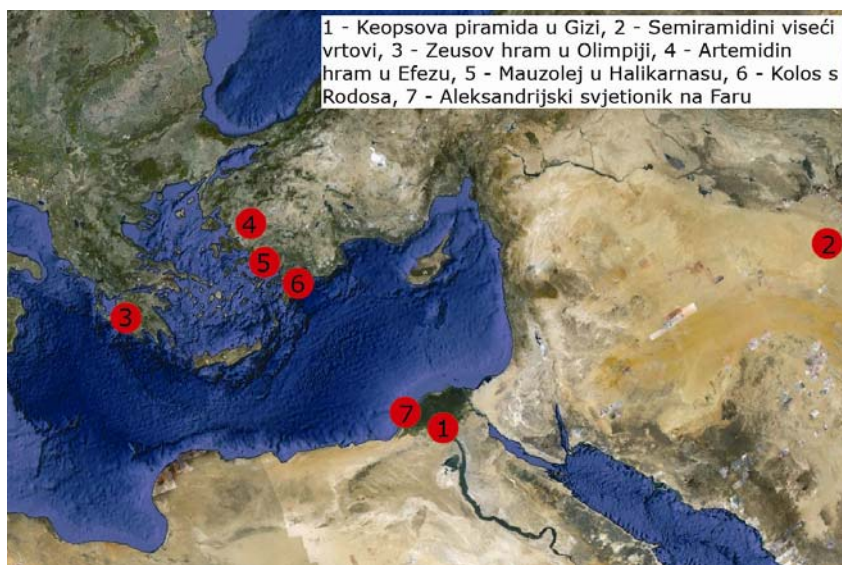 1 - Keopsova piramida u Gizi, 2 - Semiramidini viseći
vrtovi, 3 - Zeusov hram u Olimpiji, 4 - Artemidin
hram u Efezu, 5 - Mauzolej u Halikarnasu, 6 - Kolos s
Rodosa, 7 - Aleksandrijski svjetionik na Faru
4
2
5
6
3
7
1